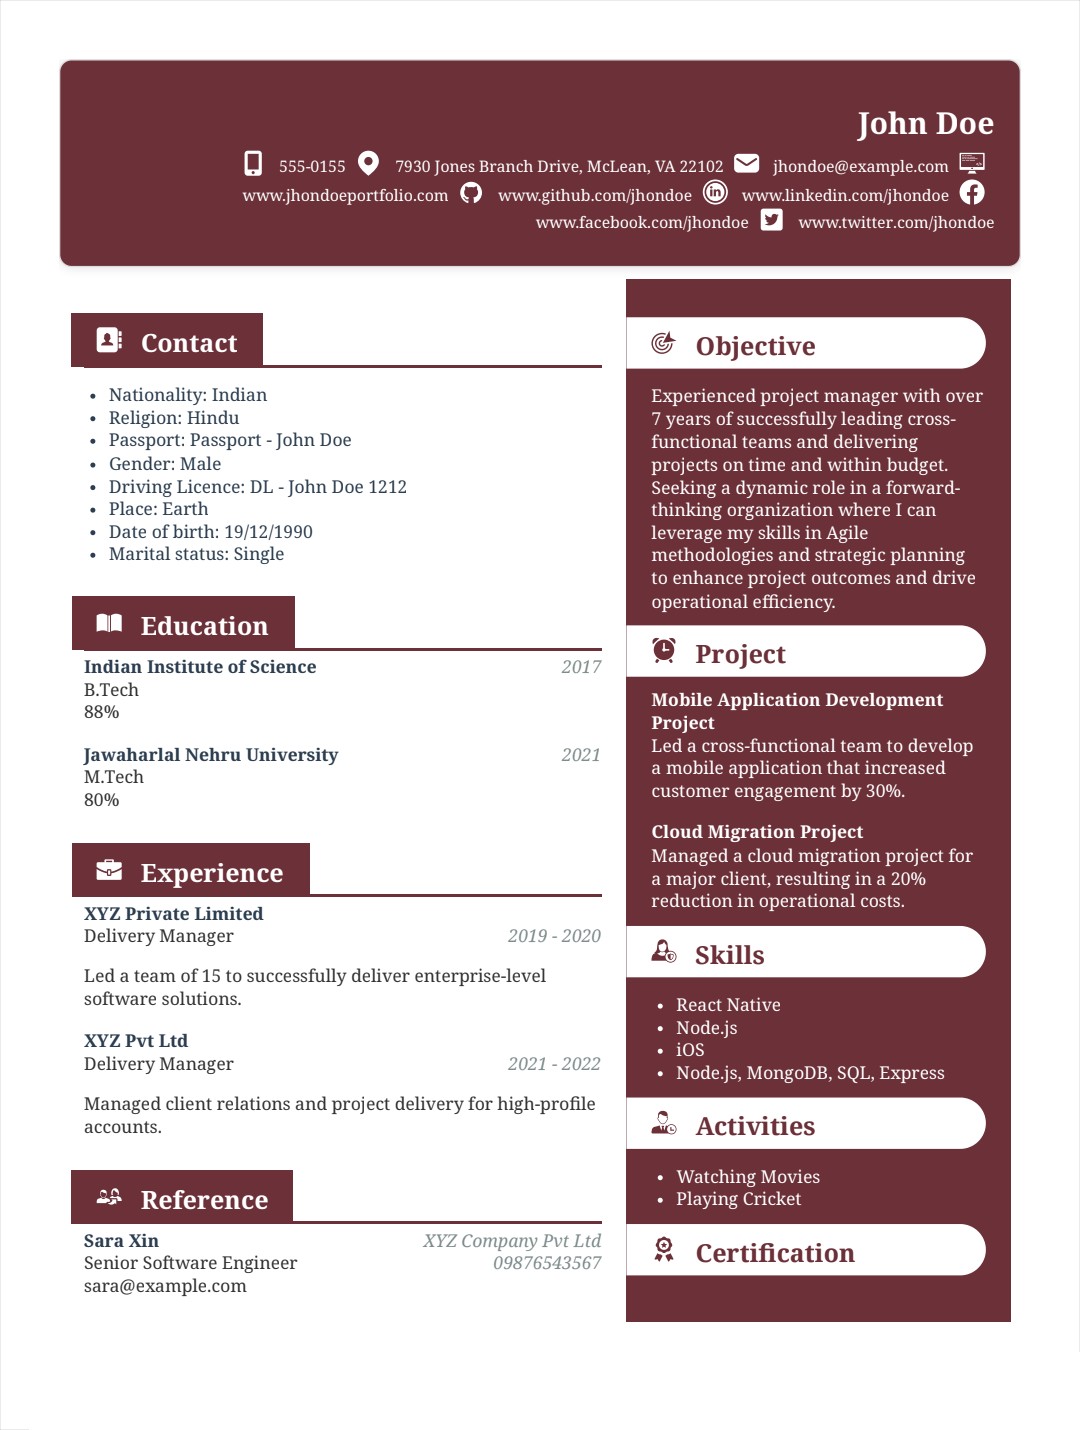 John Doe
555-0155 7930 Jones Branch Drive, McLean, VA 22102 jhondoe@example.com
www.jhondoeportfolio.com www.github.com/jhondoe www.linkedin.com/jhondoe
www.facebook.com/jhondoe www.twitter.com/jhondoe
Contact
• Nationality: Indian
• Religion: Hindu
• Passport: Passport - John Doe
• Gender: Male
• Driving Licence: DL - John Doe 1212
• Place: Earth
• Date of birth: 19/12/1990
• Marital status: Single
Education
Indian Institute of Science 2017
B.Tech
88%
Jawaharlal Nehru University 2021
M.Tech
80%
Experience
XYZ Private Limited
Delivery Manager 2019 - 2020
Led a team of 15 to successfully deliver enterprise-level
software solutions.
XYZ Pvt Ltd
Delivery Manager 2021 - 2022
Managed client relations and project delivery for high-profile
accounts.
Reference
Sara Xin XYZ Company Pvt Ltd
Senior Software Engineer 09876543567
sara@example.com
Objective
Experienced project manager with over
7 years of successfully leading cross-
functional teams and delivering
projects on time and within budget.
Seeking a dynamic role in a forward-
thinking organization where I can
leverage my skills in Agile
methodologies and strategic planning
to enhance project outcomes and drive
operational efficiency.
Project
Mobile Application Development
Project
Led a cross-functional team to develop
a mobile application that increased
customer engagement by 30%.
Cloud Migration Project
Managed a cloud migration project for
a major client, resulting in a 20%
reduction in operational costs.
Skills
• React Native
• Node.js
• iOS
• Node.js, MongoDB, SQL, Express
Activities
• Watching Movies
• Playing Cricket
Certification